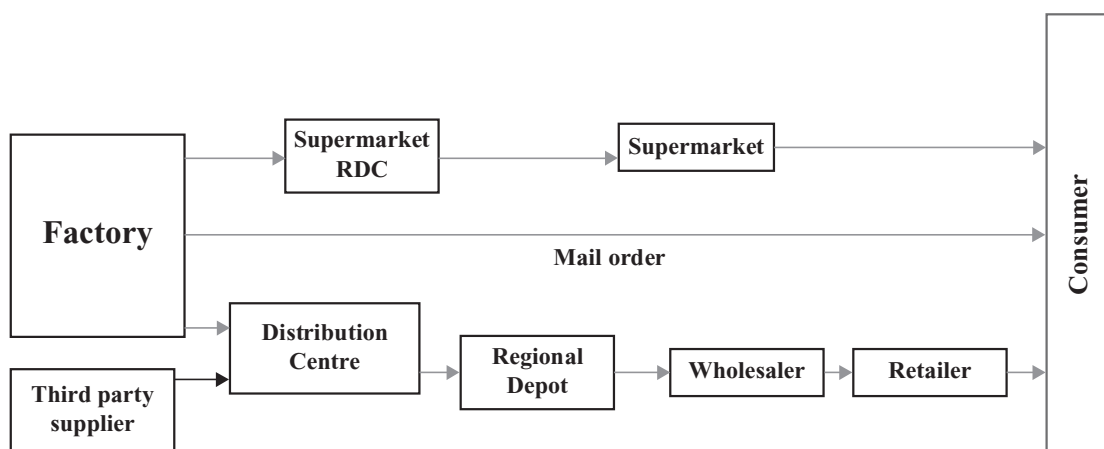 Supermarket
RDC
Supermarket
Factory
Mail order
Consumer
Distribution
Centre
Regional
Depot
Wholesaler
Retailer
Third party
supplier